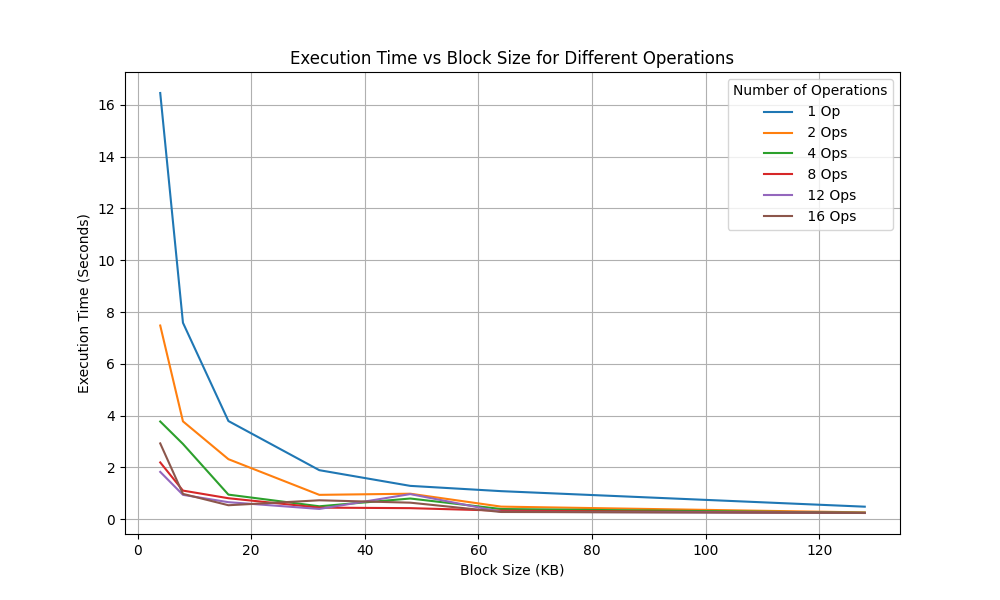 Execution Time vs Block Size for Different Operations
Number of Operations
1 Op
2 Ops
4 Ops
8 Ops
12 Ops
16 Ops
Execution Time (Seconds)
16
14
12
10
8
6
4
2
0
0 20 40 60 80 100 120
Block Size (KB)